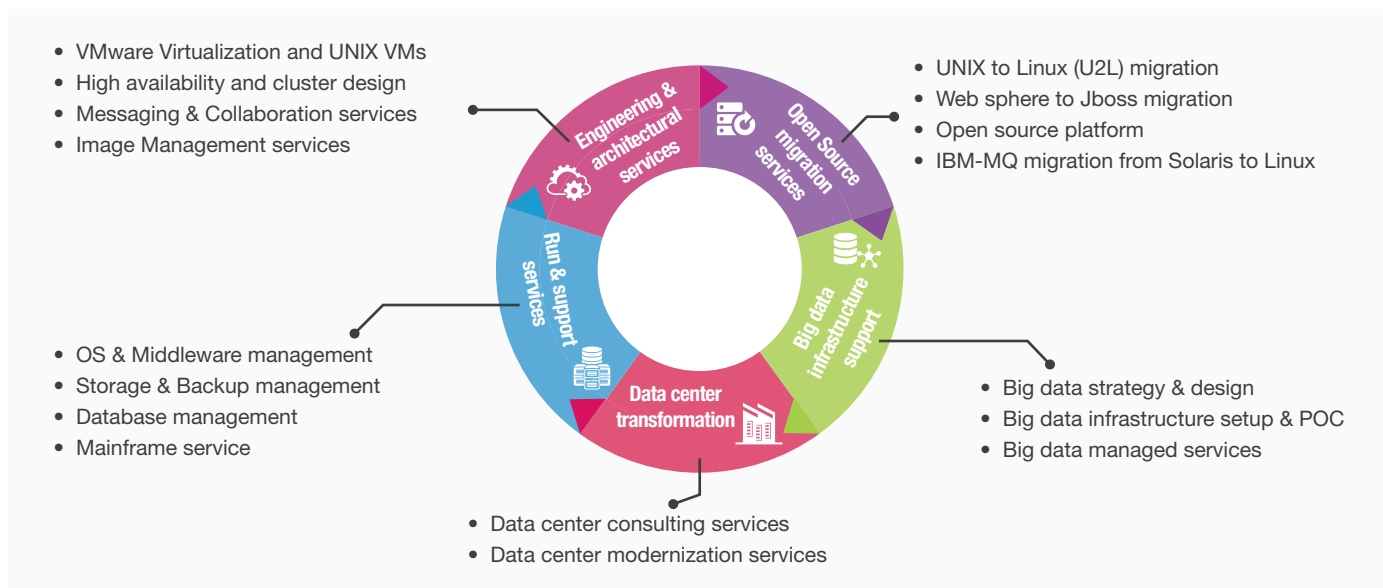 • VMware Virtualization and UNIX VMs
• High availability and cluster design
• Messaging & Collaboration services
• Image Management services
Engineering &
architectural
services
Open Source
migration
services
• UNIX to Linux (U2L) migration
• Web sphere to Jboss migration
• Open source platform
• IBM-MQ migration from Solaris to Linux
Run & support
services
Big data
infrastructure
support
• OS & Middleware management
• Storage & Backup management
• Database management
• Mainframe service
Data center
transformation
• Big data strategy & design
• Big data infrastructure setup & POC
• Big data managed services
• Data center consulting services
• Data center modernization services